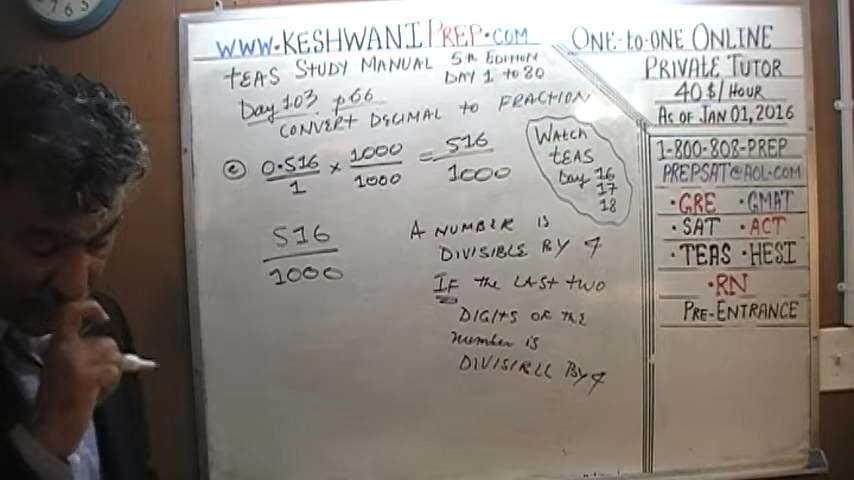 WWW.KESHWANIPREP.COM
TEAS STUDY MANUAL 5th EDITION
DAY 1 to 80
Day 103 p66
CONVERT DECIMAL to FRACTION
c 0.516/1 × 1000/1000 = 516/1000
Watch
TEAS
Day 16
17
18
516/1000
A NUMBER IS
DIVISIBLE BY 4
IF the LAST TWO
DIGITS OF THE
Number is
DIVISIBLE BY 4
ONE-to-ONE ONLINE
PRIVATE TUTOR
40$/HOUR
AS OF JAN 01,2016
1-800-808-PREP
PREPSAT@AOL.COM
•GRE •GMAT
•SAT •ACT
•TEAS •HESI
•RN
PRE-ENTRANCE
7 6 5